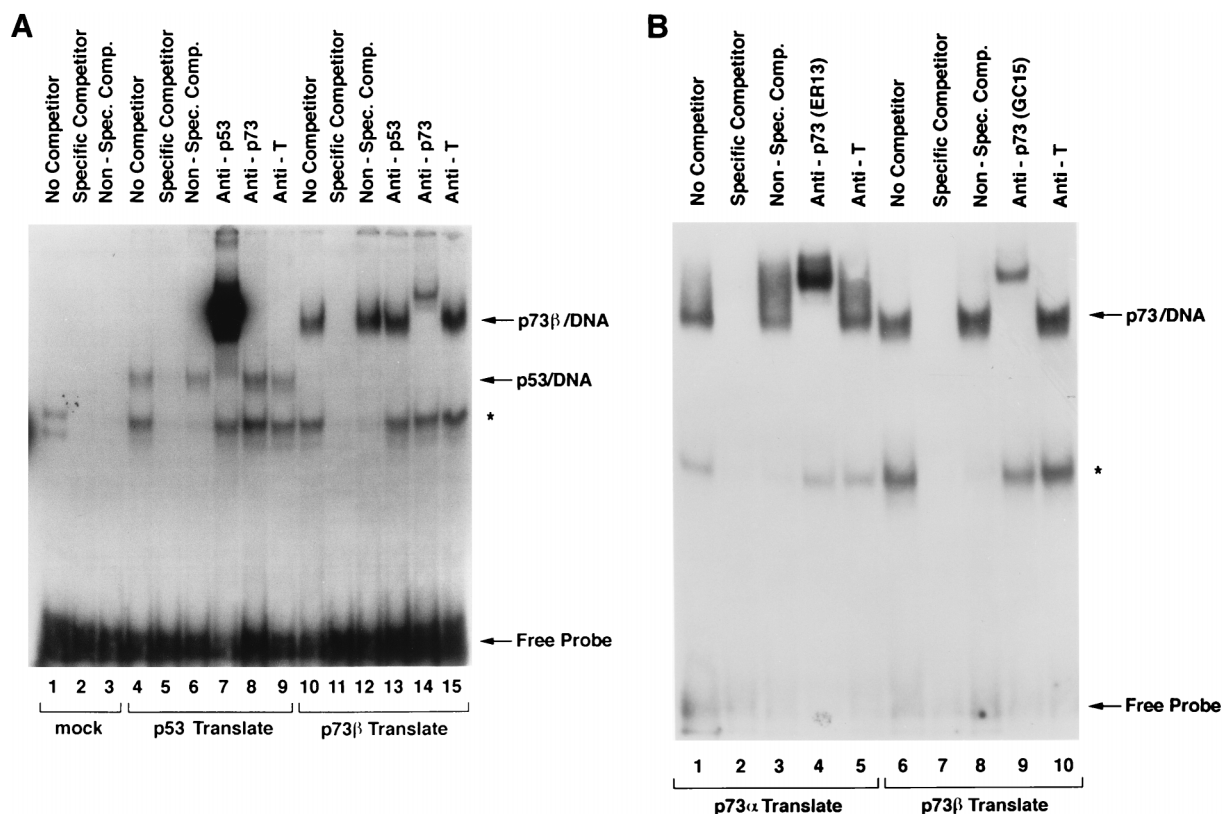 A
No Competitor
Specific Competitor
Non - Spec. Comp.
No Competitor
Specific Competitor
Non - Spec. Comp.
Anti - p53
Anti - p73
Anti - T
No Competitor
Specific Competitor
Non - Spec. Comp.
Anti - p53
Anti - p73
Anti - T
p73β/DNA
p53/DNA
*
Free Probe
1 2 3 4 5 6 7 8 9 10 11 12 13 14 15
mock p53 Translate p73β Translate
B
No Competitor
Specific Competitor
Non - Spec. Comp.
Anti - p73 (ER13)
Anti - T
No Competitor
Specific Competitor
Non - Spec. Comp.
Anti - p73 (GC15)
Anti - T
p73/DNA
*
Free Probe
1 2 3 4 5 6 7 8 9 10
p73α Translate p73β Translate